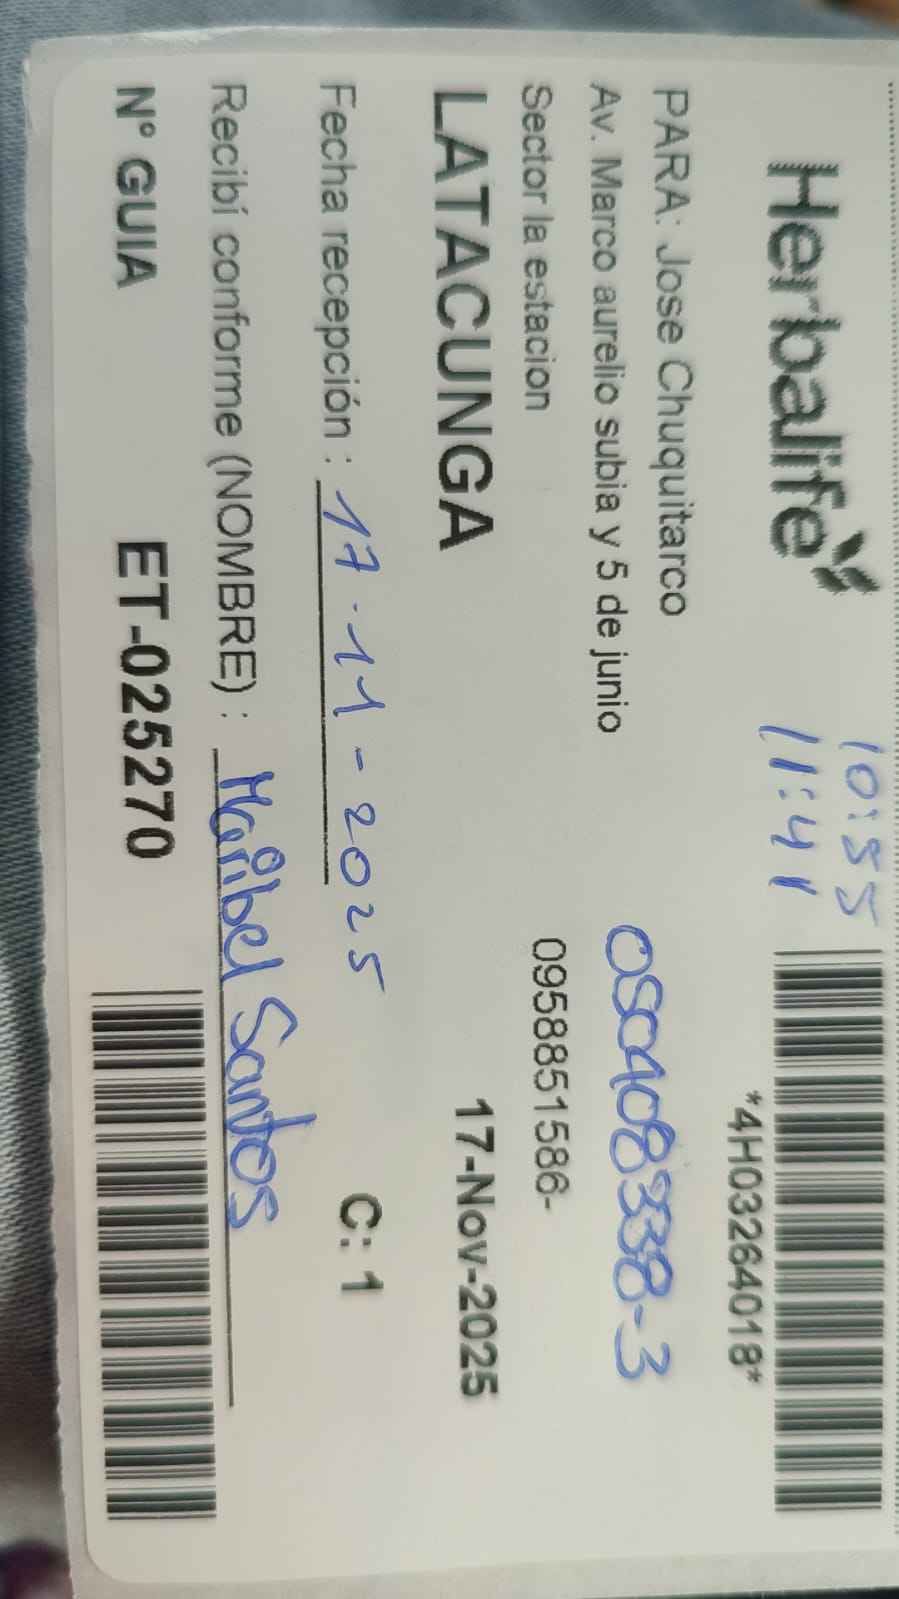 Herbalife
10:55
11:41
*4H03264018*
PARA: Jose Chuquitarco
Av. Marco aurelio subia y 5 de junio
050408338-3
Sector la estacion
0958851586-
LATACUNGA
17-Nov-2025
Fecha recepción : 17-11-2025
C: 1
Recibí conforme (NOMBRE) : Maribel Santos
N° GUIA
ET-025270